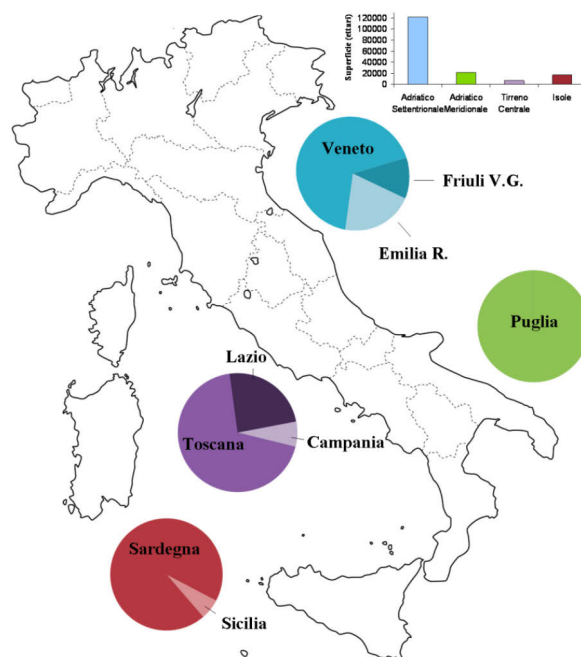 Superficie (ettari)
120000
100000
80000
60000
40000
20000
0
Adriatico Settentrionale
Adriatico Meridionale
Tirreno Centrale
Isole
Veneto
Friuli V.G.
Emilia R.
Puglia
Lazio
Toscana
Campania
Sardegna
Sicilia